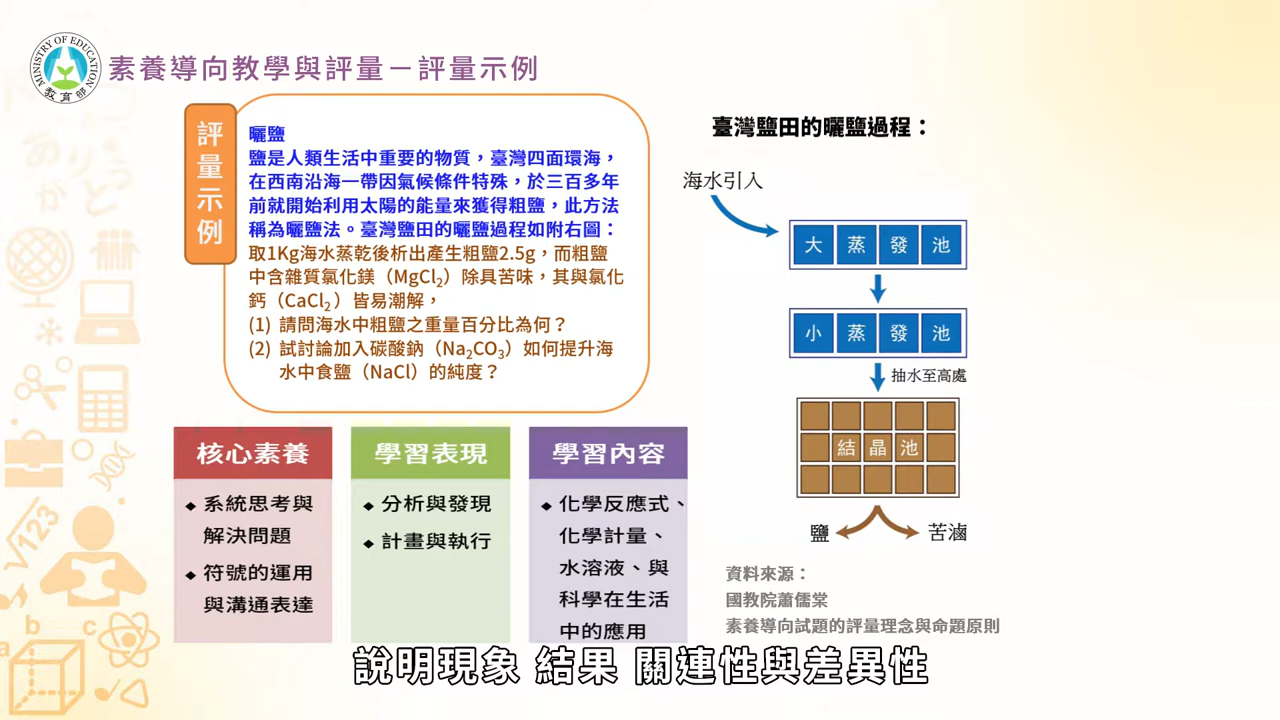 MINISTRY OF EDUCATION
教育部
素養導向教學與評量－評量示例
評量示例
曬鹽
鹽是人類生活中重要的物質，臺灣四面環海，
在西南沿海一帶因氣候條件特殊，於三百多年
前就開始利用太陽的能量來獲得粗鹽，此方法
稱為曬鹽法。臺灣鹽田的曬鹽過程如附右圖：
取1Kg海水蒸乾後析出產生粗鹽2.5g，而粗鹽
中含雜質氯化鎂（MgCl₂）除具苦味，其與氯化
鈣（CaCl₂）皆易潮解，
(1) 請問海水中粗鹽之重量百分比為何？
(2) 試討論加入碳酸鈉（Na₂CO₃）如何提升海
水中食鹽（NaCl）的純度？
核心素養
◆ 系統思考與
解決問題
◆ 符號的運用
與溝通表達
學習表現
◆ 分析與發現
◆ 計畫與執行
學習內容
◆ 化學反應式、
化學計量、
水溶液、與
科學在生活
中的應用
臺灣鹽田的曬鹽過程：
海水引入
大蒸發池
小蒸發池
抽水至高處
結晶池
鹽
苦滷
資料來源：
國教院蕭儒棠
素養導向試題的評量理念與命題原則
說明現象 結果 關連性與差異性